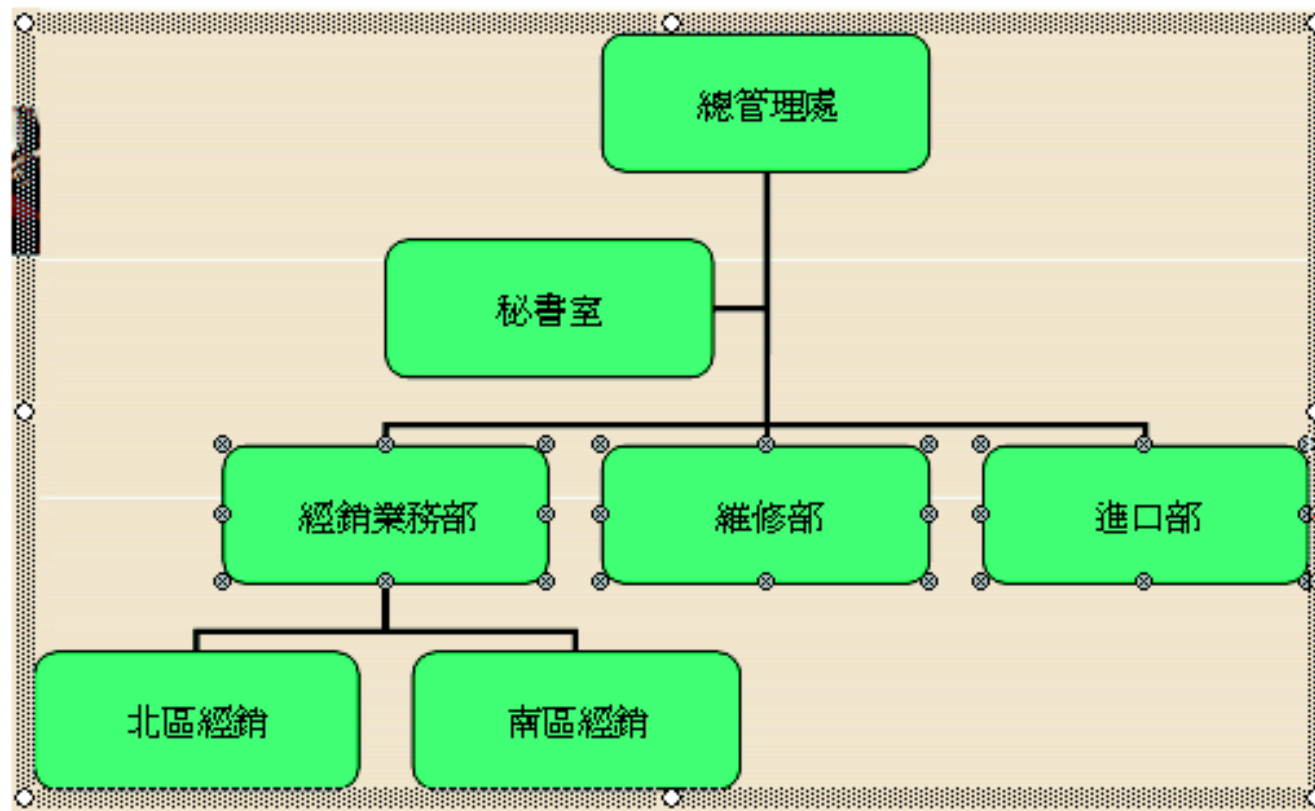 總管理處
秘書室
經銷業務部
維修部
進口部
北區經銷
南區經銷